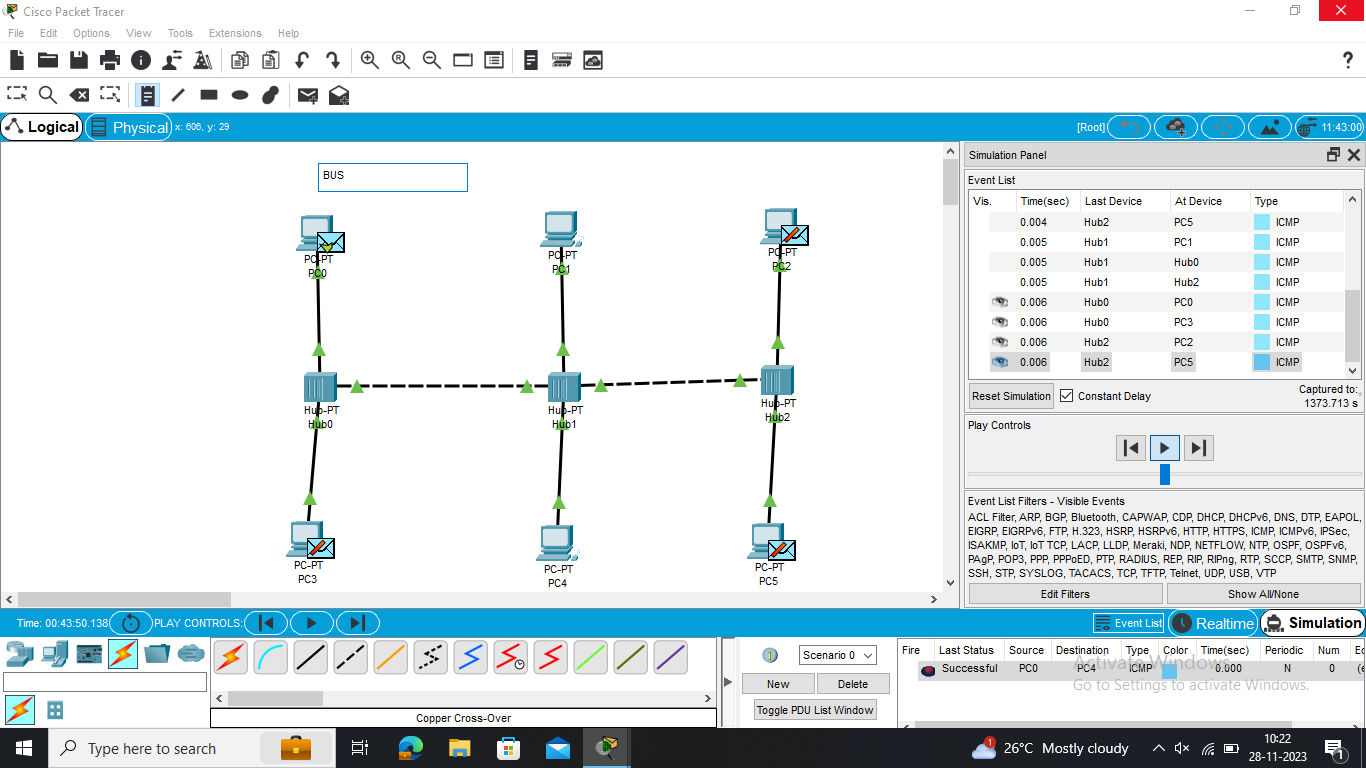 Cisco Packet Tracer
File Edit Options View Tools Extensions Help
Logical Physical x: 606, y: 29 [Root] 11:43:00
BUS
PC-PT
PC0
PC-PT
PC1
PC-PT
PC2
Hub-PT
Hub0
Hub-PT
Hub1
Hub-PT
Hub2
PC-PT
PC3
PC-PT
PC4
PC-PT
PC5
Simulation Panel
Event List
Vis. Time(sec) Last Device At Device Type
0.004 Hub2 PC5 ICMP
0.005 Hub1 PC1 ICMP
0.005 Hub1 Hub0 ICMP
0.005 Hub1 Hub2 ICMP
0.006 Hub0 PC0 ICMP
0.006 Hub0 PC3 ICMP
0.006 Hub2 PC2 ICMP
0.006 Hub2 PC5 ICMP
Reset Simulation Constant Delay Captured to:
1373.713 s
Play Controls
Event List Filters - Visible Events
ACL Filter, ARP, BGP, Bluetooth, CAPWAP, CDP, DHCP, DHCPv6, DNS, DTP, EAPOL,
EIGRP, EIGRPv6, FTP, H.323, HSRP, HSRPv6, HTTP, HTTPS, ICMP, ICMPv6, IPSec,
ISAKMP, IoT, IoT TCP, LACP, LLDP, Meraki, NDP, NETFLOW, NTP, OSPF, OSPFv6,
PAgP, POP3, PPP, PPPoED, PTP, RADIUS, REP, RIP, RIPng, RTP, SCCP, SMTP, SNMP,
SSH, STP, SYSLOG, TACACS, TCP, TFTP, Telnet, UDP, USB, VTP
Edit Filters Show All/None
Time: 00:43:50.138 PLAY CONTROLS: Event List Realtime Simulation
Copper Cross-Over
Scenario 0
New Delete
Toggle PDU List Window
Fire Last Status Source Destination Type Color Time(sec) Periodic Num Ed
Successful PC0 PC4 ICMP 0.000 N 0 (e
Activate Windows
Go to Settings to activate Windows.
Type here to search
1 26°C Mostly cloudy 10:22
28-11-2023 1